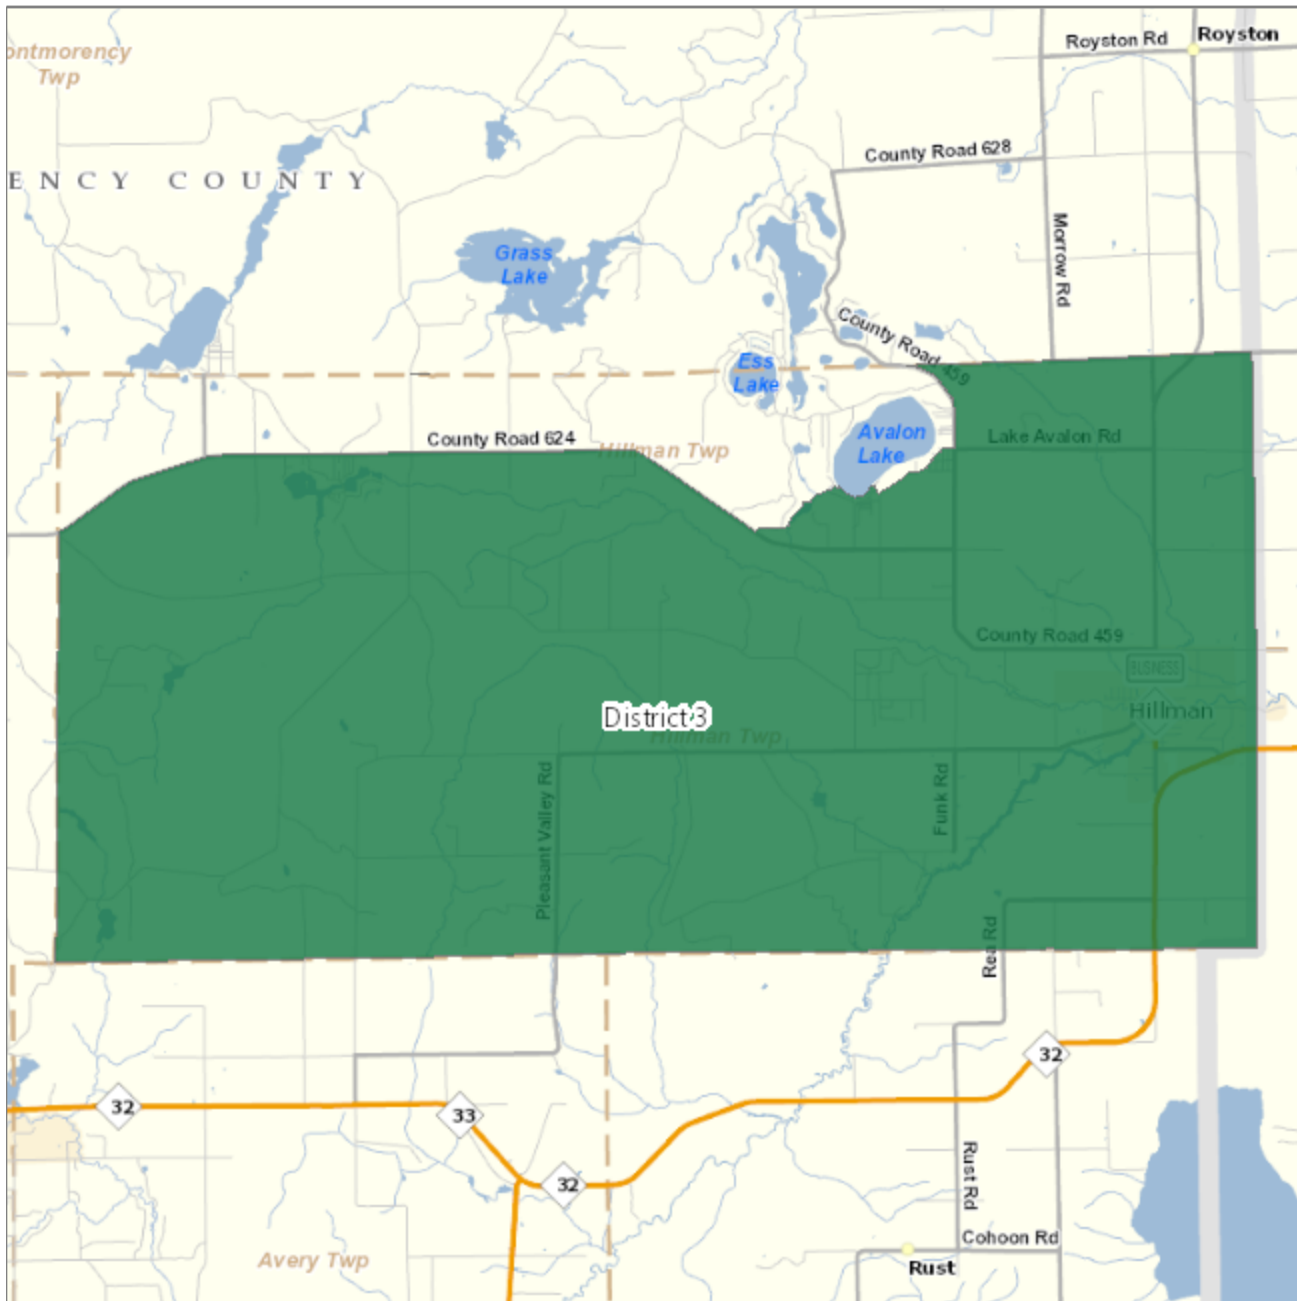 Royston Rd
Royston
ontmorency
Twp
County Road 628
ENCY COUNTY
Morrow Rd
Grass
Lake
County Road 459
Ess
Lake
Avalon
Lake
Lake Avalon Rd
County Road 624
Hillman Twp
County Road 459
BUSINESS
Hillman
District 3
Hillman Twp
Pleasant Valley Rd
Funk Rd
Rea Rd
32
32
33
32
Rust Rd
Cohoon Rd
Avery Twp
Rust